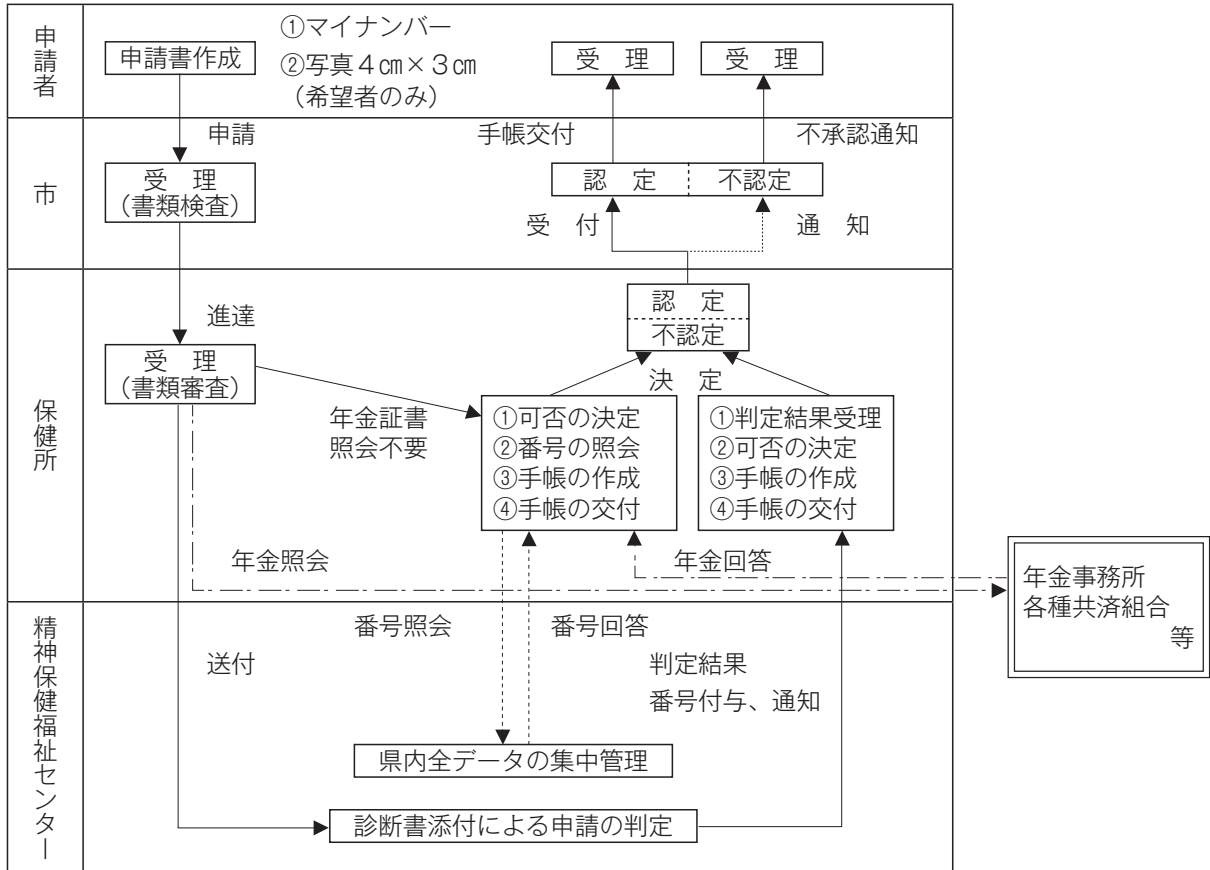 申請者
申請書作成
①マイナンバー
②写真４㎝×３㎝
（希望者のみ）
受　理
受　理
市
申請
手帳交付
不承認通知
受　理
（書類検査）
認　定
不認定
受　付
通　知
保健所
進達
認　定
不認定
受　理
（書類審査）
決　定
年金証書
照会不要
①可否の決定
②番号の照会
③手帳の作成
④手帳の交付
①判定結果受理
②可否の決定
③手帳の作成
④手帳の交付
年金照会
年金回答
年金事務所
各種共済組合
等
精神保健福祉センター
番号照会
番号回答
送付
判定結果
番号付与、通知
県内全データの集中管理
診断書添付による申請の判定